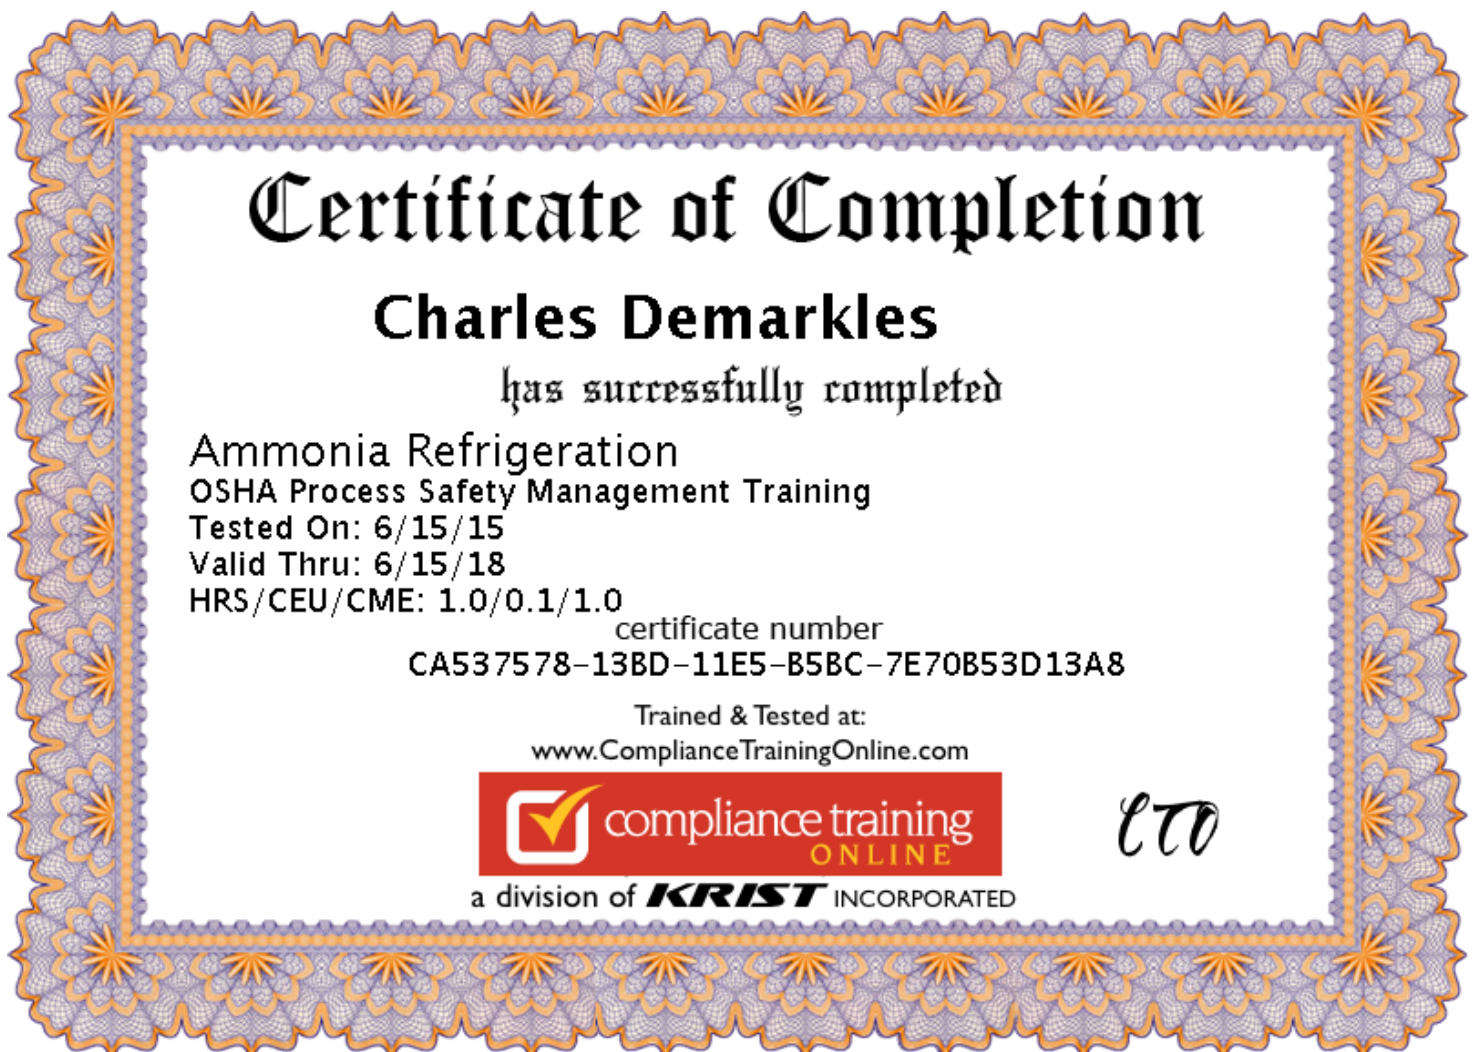 Certificate of Completion
Charles Demarkles
has successfully completed
Ammonia Refrigeration
OSHA Process Safety Management Training
Tested On: 6/15/15
Valid Thru: 6/15/18
HRS/CEU/CME: 1.0/0.1/1.0
certificate number
CA537578-13BD-11E5-B5BC-7E70B53D13A8
Trained & Tested at:
www.ComplianceTrainingOnline.com
compliance training
ONLINE
CTO
a division of KRIST INCORPORATED